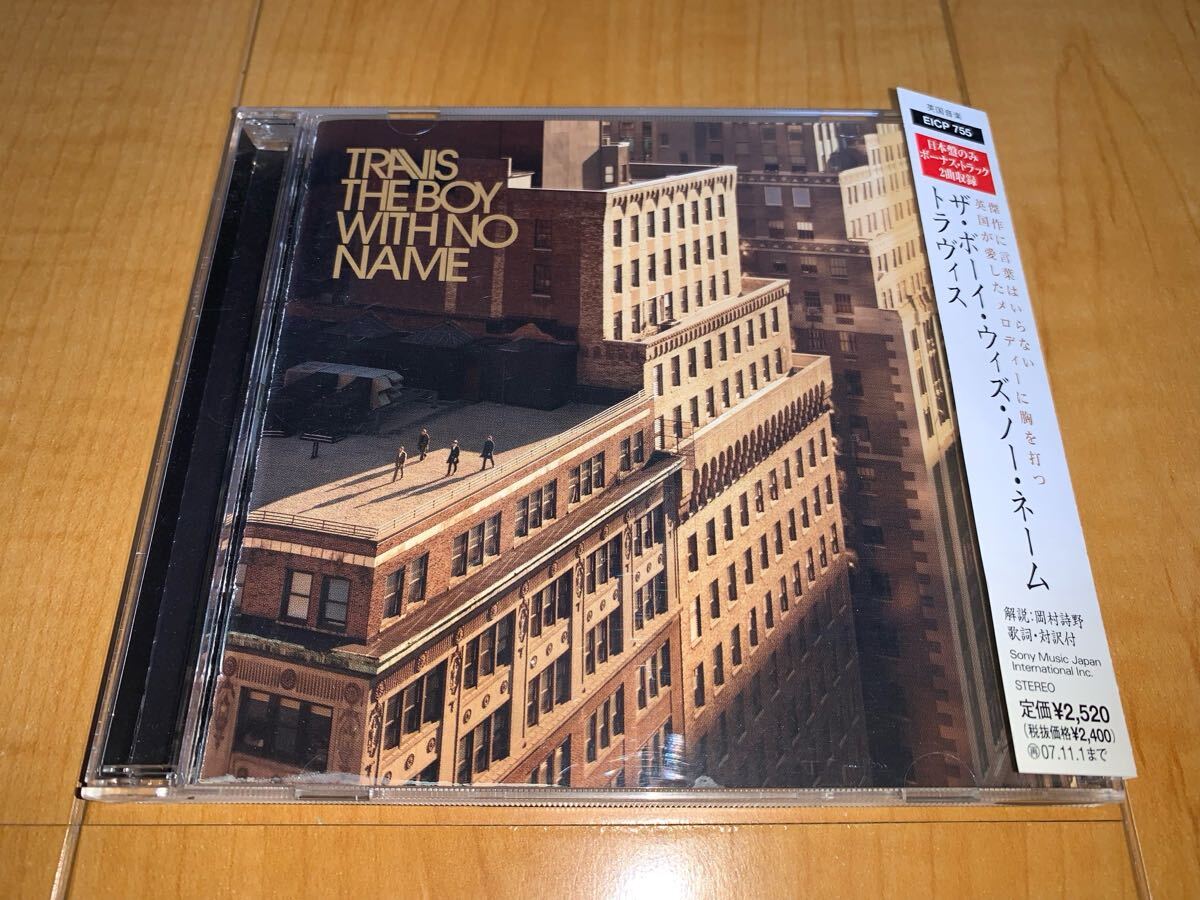 TRAVIS
THE BOY
WITH NO
NAME
英国音楽
EICP 755
日本盤のみ
ボーナス・トラック
2曲収録
傑作に言葉はいらない
英国が愛したメロディーに胸を打つ
ザ・ボーイ・ウィズ・ノー・ネーム
トラヴィス
解説:岡村詩野
歌詞・対訳付
Sony Music Japan
International Inc.
STEREO
定価¥2,520
(税抜価格¥2,400)
再07.11.1まで